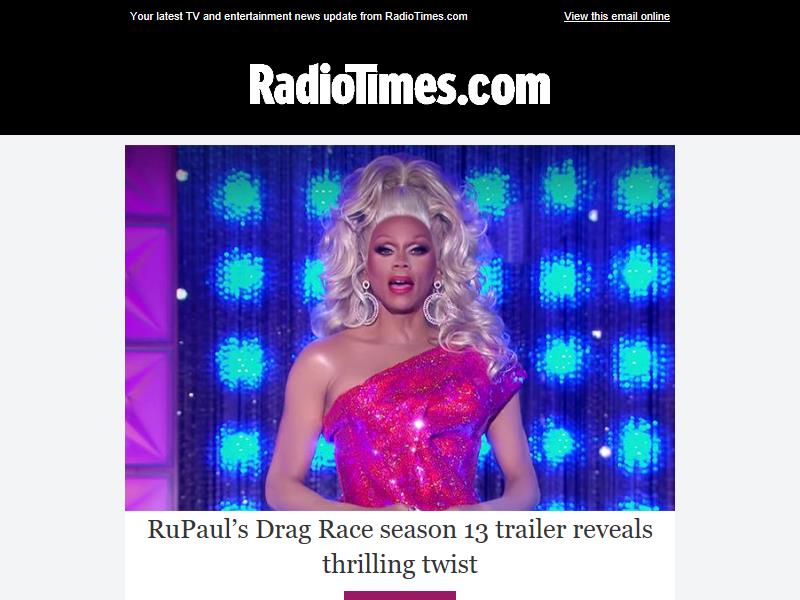 Your latest TV and entertainment news update from RadioTimes.com
View this email online
RadioTimes.com
RuPaul’s Drag Race season 13 trailer reveals
thrilling twist